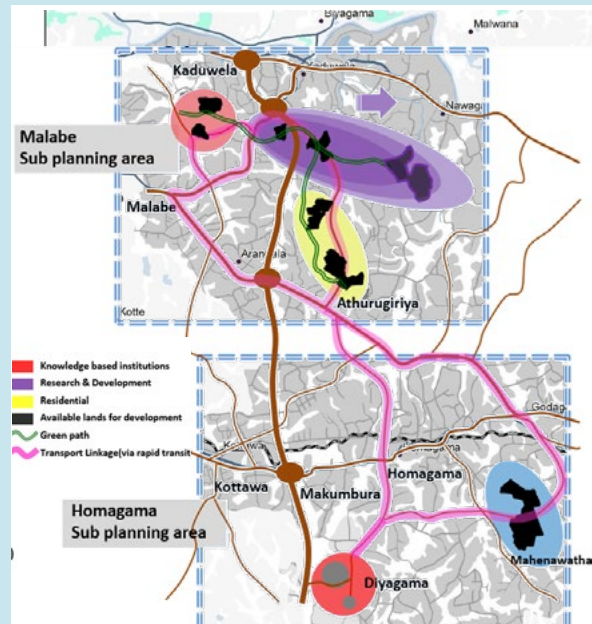 Biyagama
Malwana
Kaduwela
Kaduwela
Nawag
Malabe
Sub planning area
Malabe
Athurugiriya
Kotte
Knowledge based institutions
Research & Development
Residential
Available lands for development
Green path
Transport Linkage(via rapid transit
Godag
Homagama
Kottawa
Makumbura
Homagama
Sub planning area
Mahenawatha
Diyagama